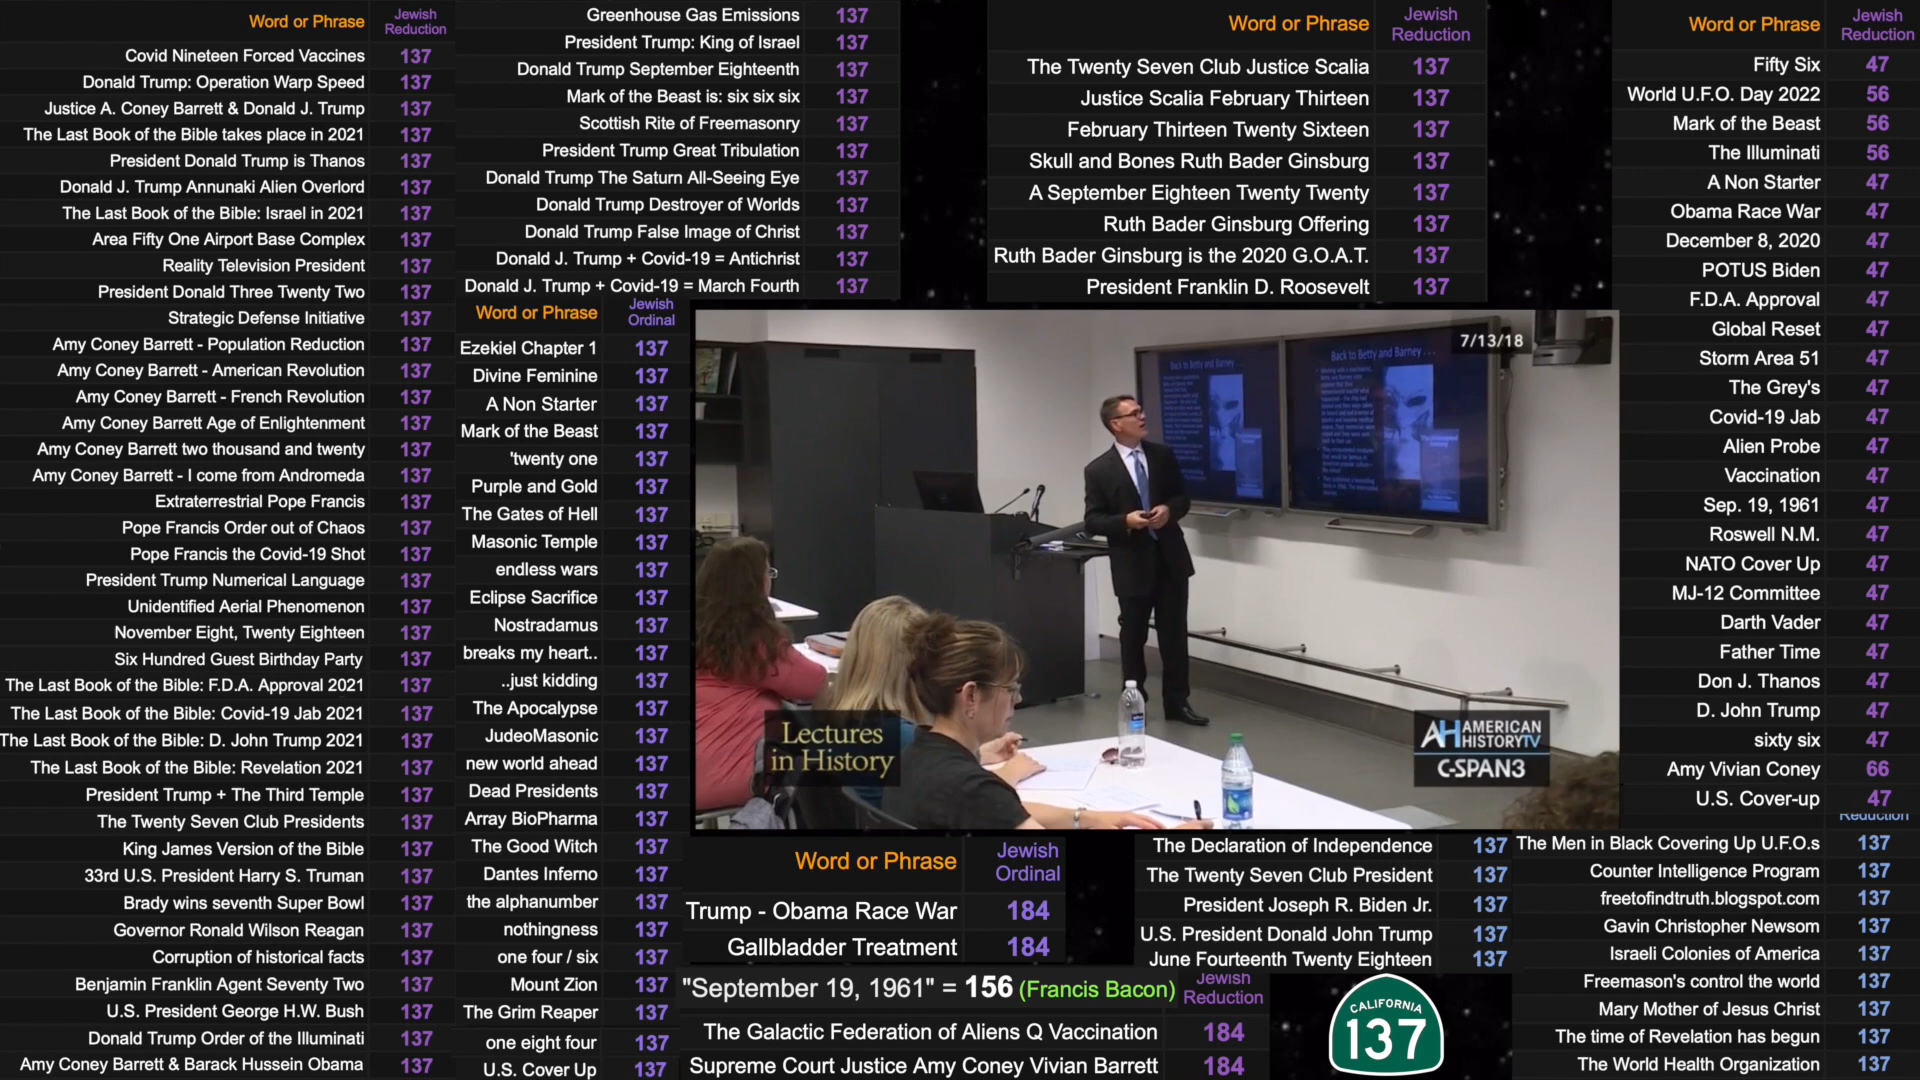 Word or Phrase Jewish Reduction
Covid Nineteen Forced Vaccines 137
Donald Trump: Operation Warp Speed 137
Justice A. Coney Barrett & Donald J. Trump 137
The Last Book of the Bible takes place in 2021 137
President Donald Trump is Thanos 137
Donald J. Trump Annunaki Alien Overlord 137
The Last Book of the Bible: Israel in 2021 137
Area Fifty One Airport Base Complex 137
Reality Television President 137
President Donald Three Twenty Two 137
Strategic Defense Initiative 137
Amy Coney Barrett - Population Reduction 137
Amy Coney Barrett - American Revolution 137
Amy Coney Barrett - French Revolution 137
Amy Coney Barrett Age of Enlightenment 137
Amy Coney Barrett two thousand and twenty 137
Amy Coney Barrett - I come from Andromeda 137
Extraterrestrial Pope Francis 137
Pope Francis Order out of Chaos 137
Pope Francis the Covid-19 Shot 137
President Trump Numerical Language 137
Unidentified Aerial Phenomenon 137
November Eight, Twenty Eighteen 137
Six Hundred Guest Birthday Party 137
The Last Book of the Bible: F.D.A. Approval 2021 137
The Last Book of the Bible: Covid-19 Jab 2021 137
The Last Book of the Bible: D. John Trump 2021 137
The Last Book of the Bible: Revelation 2021 137
President Trump + The Third Temple 137
The Twenty Seven Club Presidents 137
King James Version of the Bible 137
33rd U.S. President Harry S. Truman 137
Brady wins seventh Super Bowl 137
Governor Ronald Wilson Reagan 137
Corruption of historical facts 137
Benjamin Franklin Agent Seventy Two 137
U.S. President George H.W. Bush 137
Donald Trump Order of the Illuminati 137
Amy Coney Barrett & Barack Hussein Obama 137
Greenhouse Gas Emissions 137
President Trump: King of Israel 137
Donald Trump September Eighteenth 137
Mark of the Beast is: six six six 137
Scottish Rite of Freemasonry 137
President Trump Great Tribulation 137
Donald Trump The Saturn All-Seeing Eye 137
Donald Trump Destroyer of Worlds 137
Donald Trump False Image of Christ 137
Donald J. Trump + Covid-19 = Antichrist 137
Donald J. Trump + Covid-19 = March Fourth 137
Word or Phrase Jewish Ordinal
Ezekiel Chapter 1 137
Divine Feminine 137
A Non Starter 137
Mark of the Beast 137
'twenty one 137
Purple and Gold 137
The Gates of Hell 137
Masonic Temple 137
endless wars 137
Eclipse Sacrifice 137
Nostradamus 137
breaks my heart.. 137
..just kidding 137
The Apocalypse 137
JudeoMasonic 137
new world ahead 137
Dead Presidents 137
Array BioPharma 137
The Good Witch 137
Dantes Inferno 137
the alphanumber 137
nothingness 137
one four / six 137
Mount Zion 137
The Grim Reaper 137
one eight four 137
U.S. Cover Up 137
Word or Phrase Jewish Reduction
The Twenty Seven Club Justice Scalia 137
Justice Scalia February Thirteen 137
February Thirteen Twenty Sixteen 137
Skull and Bones Ruth Bader Ginsburg 137
A September Eighteen Twenty Twenty 137
Ruth Bader Ginsburg Offering 137
Ruth Bader Ginsburg is the 2020 G.O.A.T. 137
President Franklin D. Roosevelt 137
7/13/18
Back to Betty and Barney...
Back to Betty and Barney...
Lectures
in History
AH AMERICAN
HISTORYTV
C-SPAN3
Word or Phrase Jewish Ordinal
Trump - Obama Race War 184
Gallbladder Treatment 184
"September 19, 1961" = 156 (Francis Bacon) Jewish Reduction
The Galactic Federation of Aliens Q Vaccination 184
Supreme Court Justice Amy Coney Vivian Barrett 184
The Declaration of Independence 137
The Twenty Seven Club President 137
President Joseph R. Biden Jr. 137
U.S. President Donald John Trump 137
June Fourteenth Twenty Eighteen 137
CALIFORNIA
137
Word or Phrase Jewish Reduction
Fifty Six 47
World U.F.O. Day 2022 56
Mark of the Beast 56
The Illuminati 56
A Non Starter 47
Obama Race War 47
December 8, 2020 47
POTUS Biden 47
F.D.A. Approval 47
Global Reset 47
Storm Area 51 47
The Grey's 47
Covid-19 Jab 47
Alien Probe 47
Vaccination 47
Sep. 19, 1961 47
Roswell N.M. 47
NATO Cover Up 47
MJ-12 Committee 47
Darth Vader 47
Father Time 47
Don J. Thanos 47
D. John Trump 47
sixty six 47
Amy Vivian Coney 66
U.S. Cover-up 47
Reduction
The Men in Black Covering Up U.F.O.s 137
Counter Intelligence Program 137
freetofindtruth.blogspot.com 137
Gavin Christopher Newsom 137
Israeli Colonies of America 137
Freemason's control the world 137
Mary Mother of Jesus Christ 137
The time of Revelation has begun 137
The World Health Organization 137